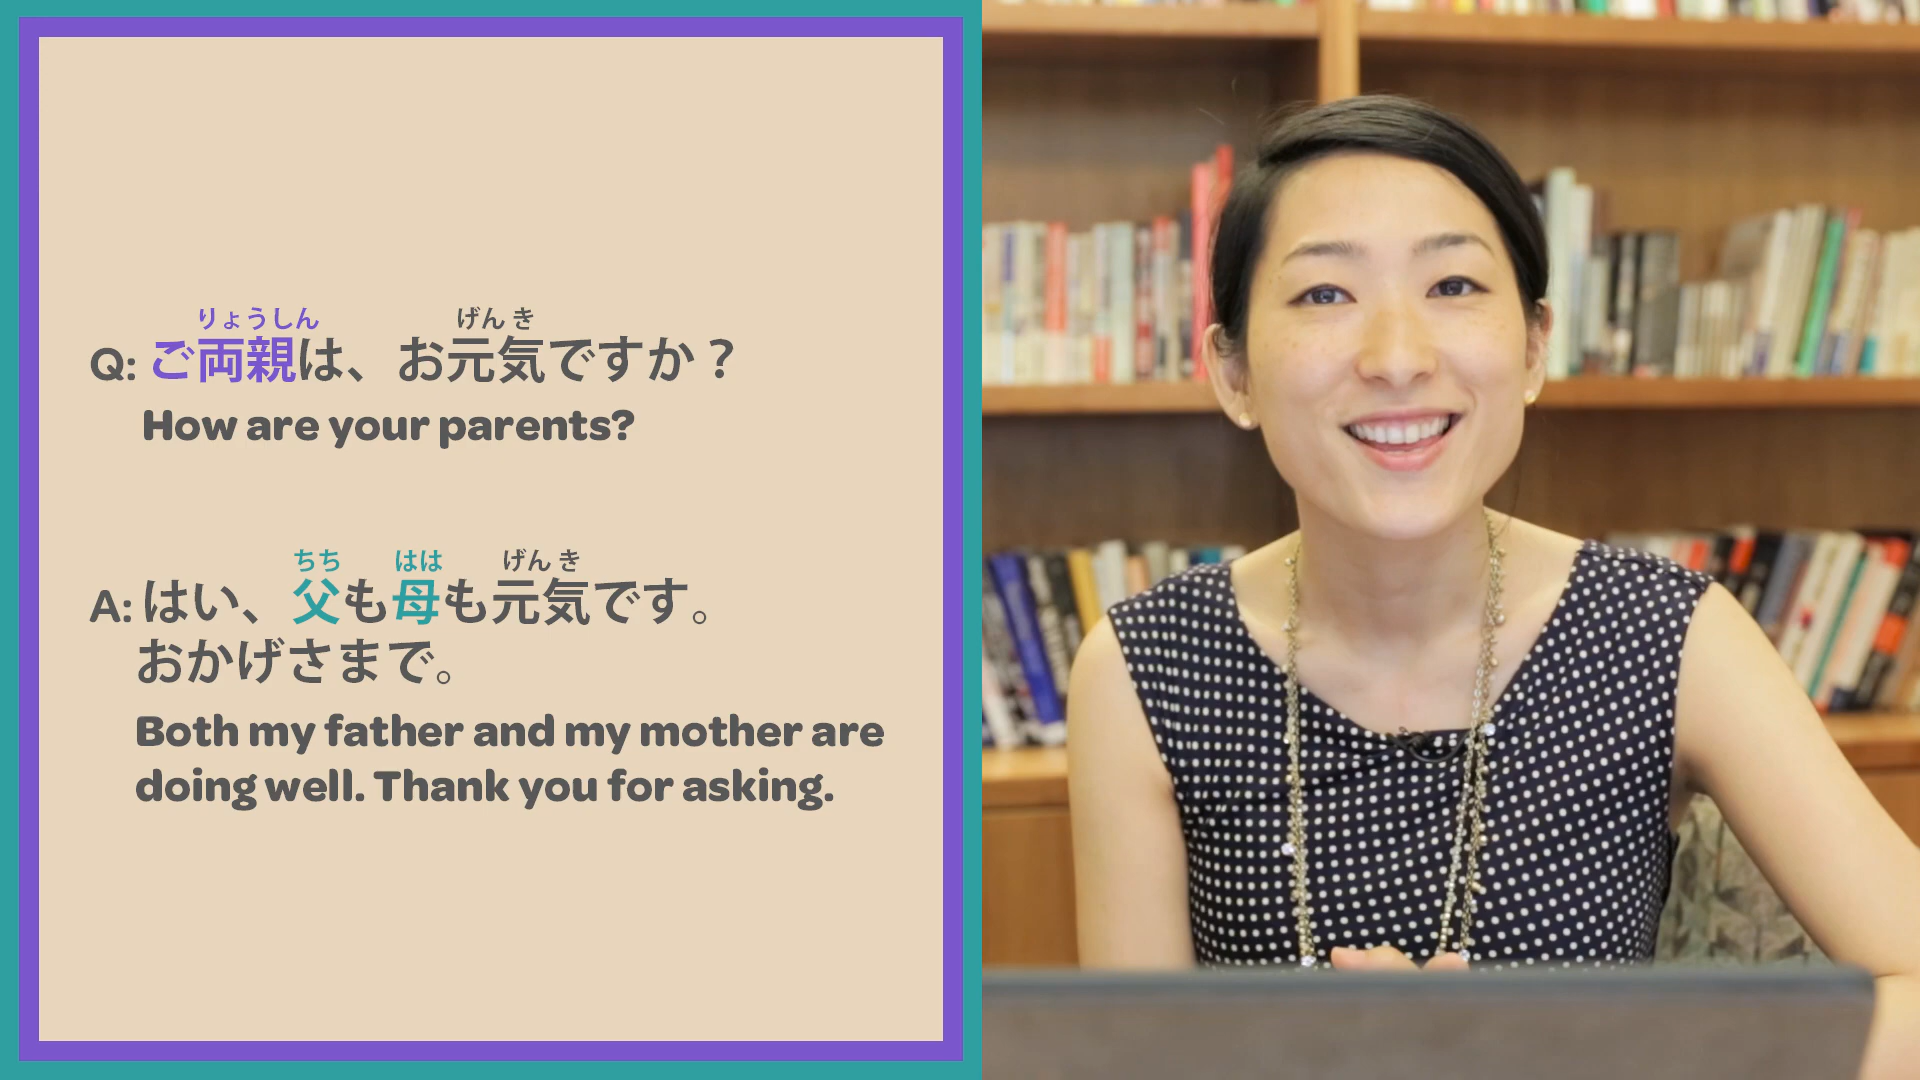 りょうしん げん き
Q: ご両親は、お元気ですか？
How are your parents?
ちち はは げん き
A: はい、父も母も元気です。
おかげさまで。
Both my father and my mother are
doing well. Thank you for asking.